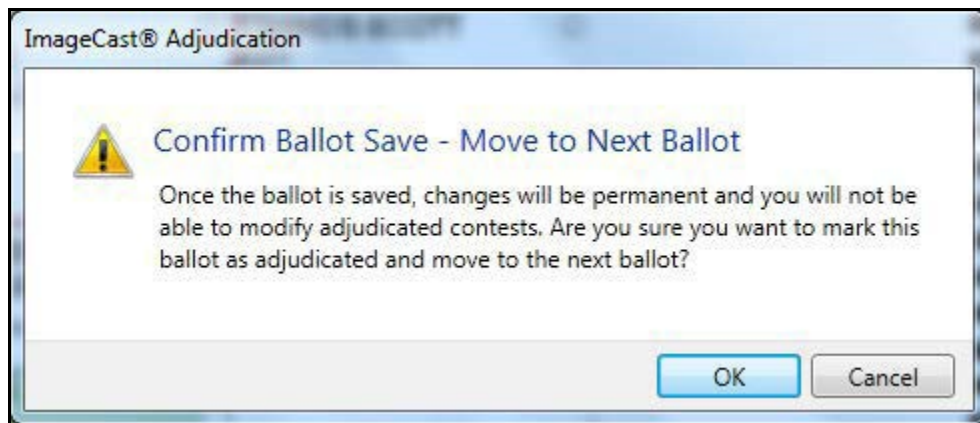 ImageCast® Adjudication
Confirm Ballot Save - Move to Next Ballot
Once the ballot is saved, changes will be permanent and you will not be
able to modify adjudicated contests. Are you sure you want to mark this
ballot as adjudicated and move to the next ballot?
OK
Cancel